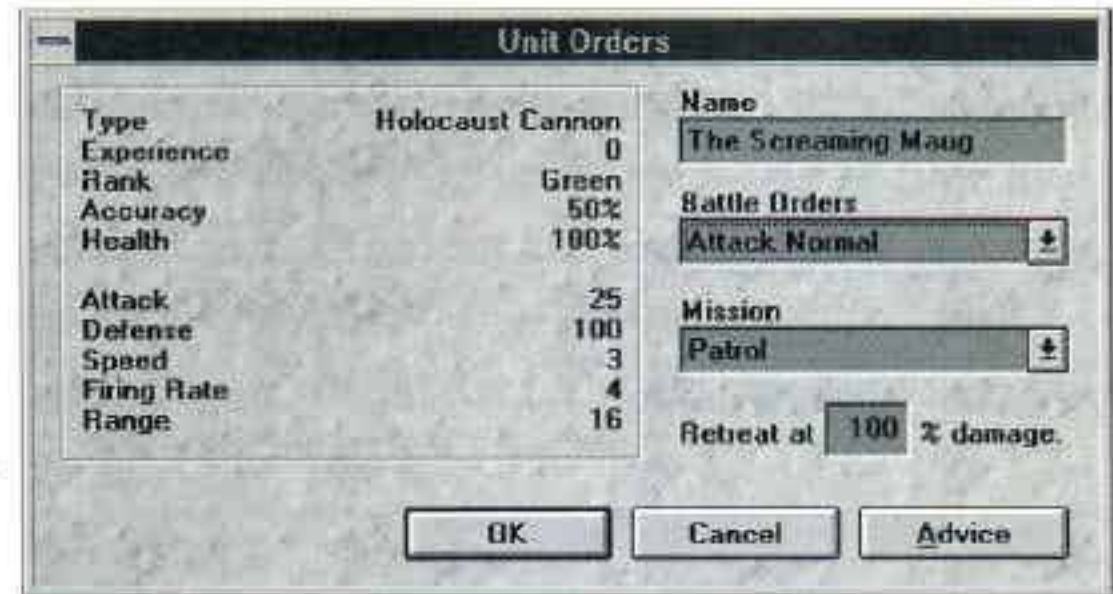 Unit Orders
Type Holocaust Cannon
Experience 0
Rank Green
Accuracy 50%
Health 100%
Attack 25
Defense 100
Speed 3
Firing Rate 4
Range 16
Name
The Screaming Maug
Battle Orders
Attack Normal
Mission
Patrol
Retreat at 100 % damage.
OK Cancel Advice